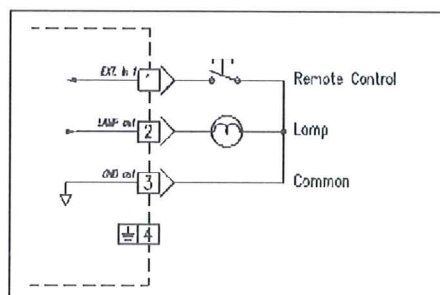 EXT. in 1 1 Remote Control
LAMP out 2 Lamp
GND out 3 Common
4